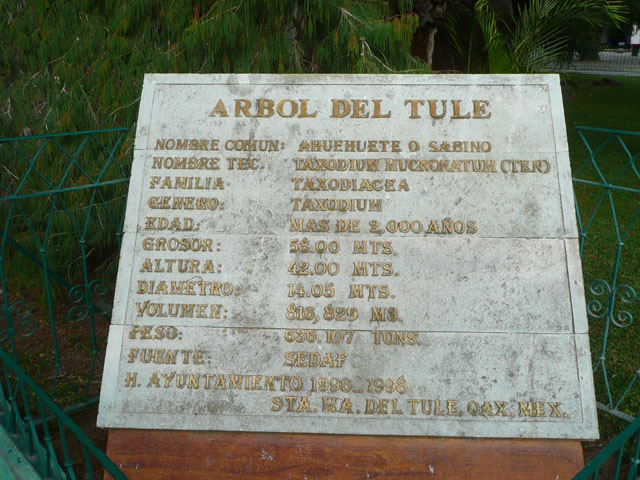 ARBOL DEL TULE
NOMBRE COMUN: AHUEHUETE O SABINO
NOMBRE TEC. TAXODIUM MUCRONATUM (TEN)
FAMILIA: TAXODIACEA
GENERO: TAXODIUM
EDAD: MAS DE 2,000 AÑOS
GROSOR: 58.00 MTS.
ALTURA: 42.00 MTS.
DIAMETRO: 14.05 MTS.
VOLUMEN: 816,829 M3.
PESO: 636,107 TONS.
FUENTE: SEDAF
H. AYUNTAMIENTO 1996-1998
STA. MA. DEL TULE, OAX. MEX.